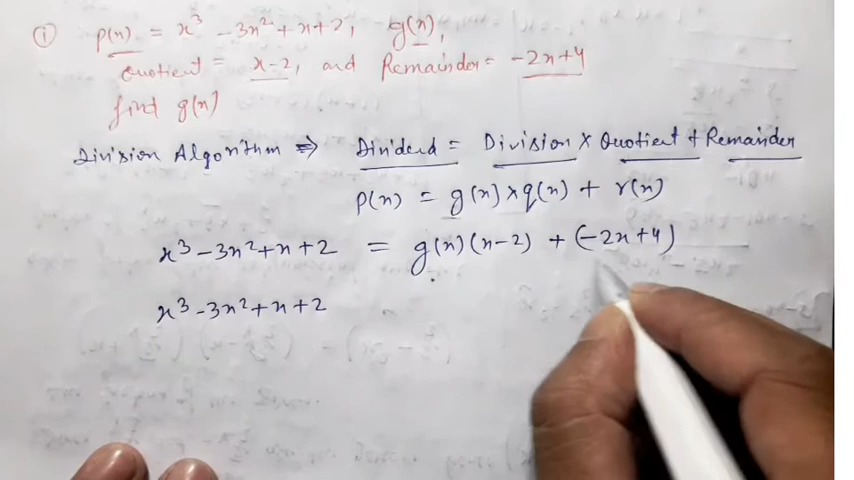 ① p(x) = x³ - 3x² + x + 2, g(x),
Quotient = x-2, and Remainder = -2x+4
find g(x)
Division Algorithm ⇒ Dividend = Division × Quotient + Remainder
p(x) = g(x) × q(x) + r(x)
x³ - 3x² + x + 2 = g(x)(x-2) + (-2x+4)
x³ - 3x² + x + 2